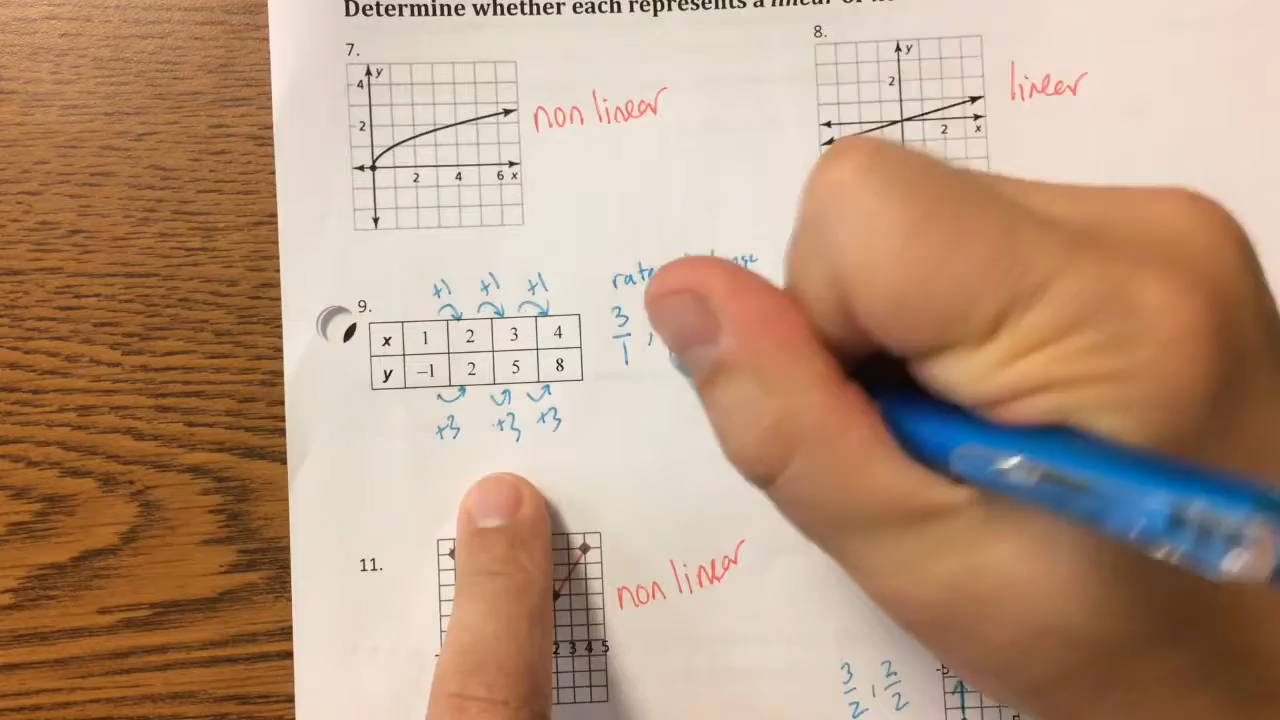 Determine whether each represents a linear
7.
8.
y
4
2
2 4 6 x
non linear
y
2
2 x
linear
9.
+1 +1 +1
x 1 2 3 4
y −1 2 5 8
+3 +3 +3
3
1
,
11.
2 3 4 5
non linear
3 , 2
2 2
-5